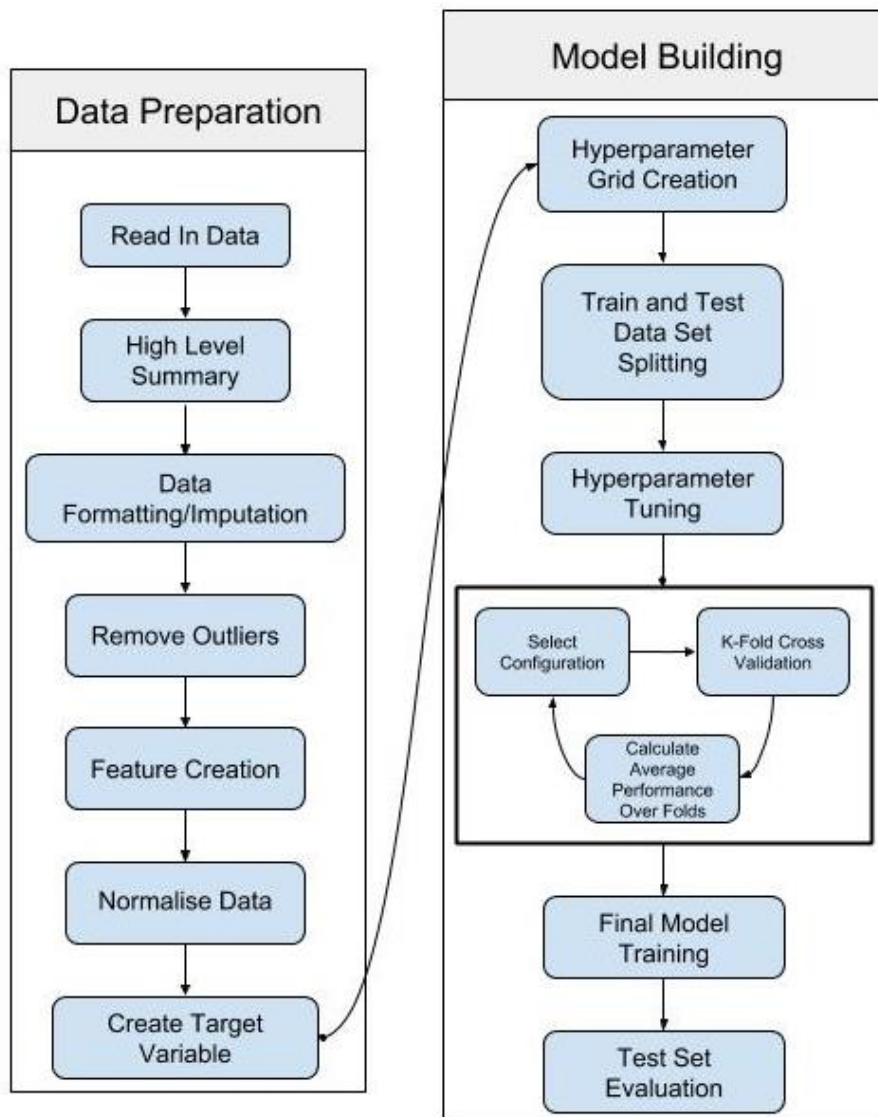 Data Preparation
Read In Data
High Level
Summary
Data
Formatting/Imputation
Remove Outliers
Feature Creation
Normalise Data
Create Target
Variable
Model Building
Hyperparameter
Grid Creation
Train and Test
Data Set
Splitting
Hyperparameter
Tuning
Select
Configuration
K-Fold Cross
Validation
Calculate
Average
Performance
Over Folds
Final Model
Training
Test Set
Evaluation